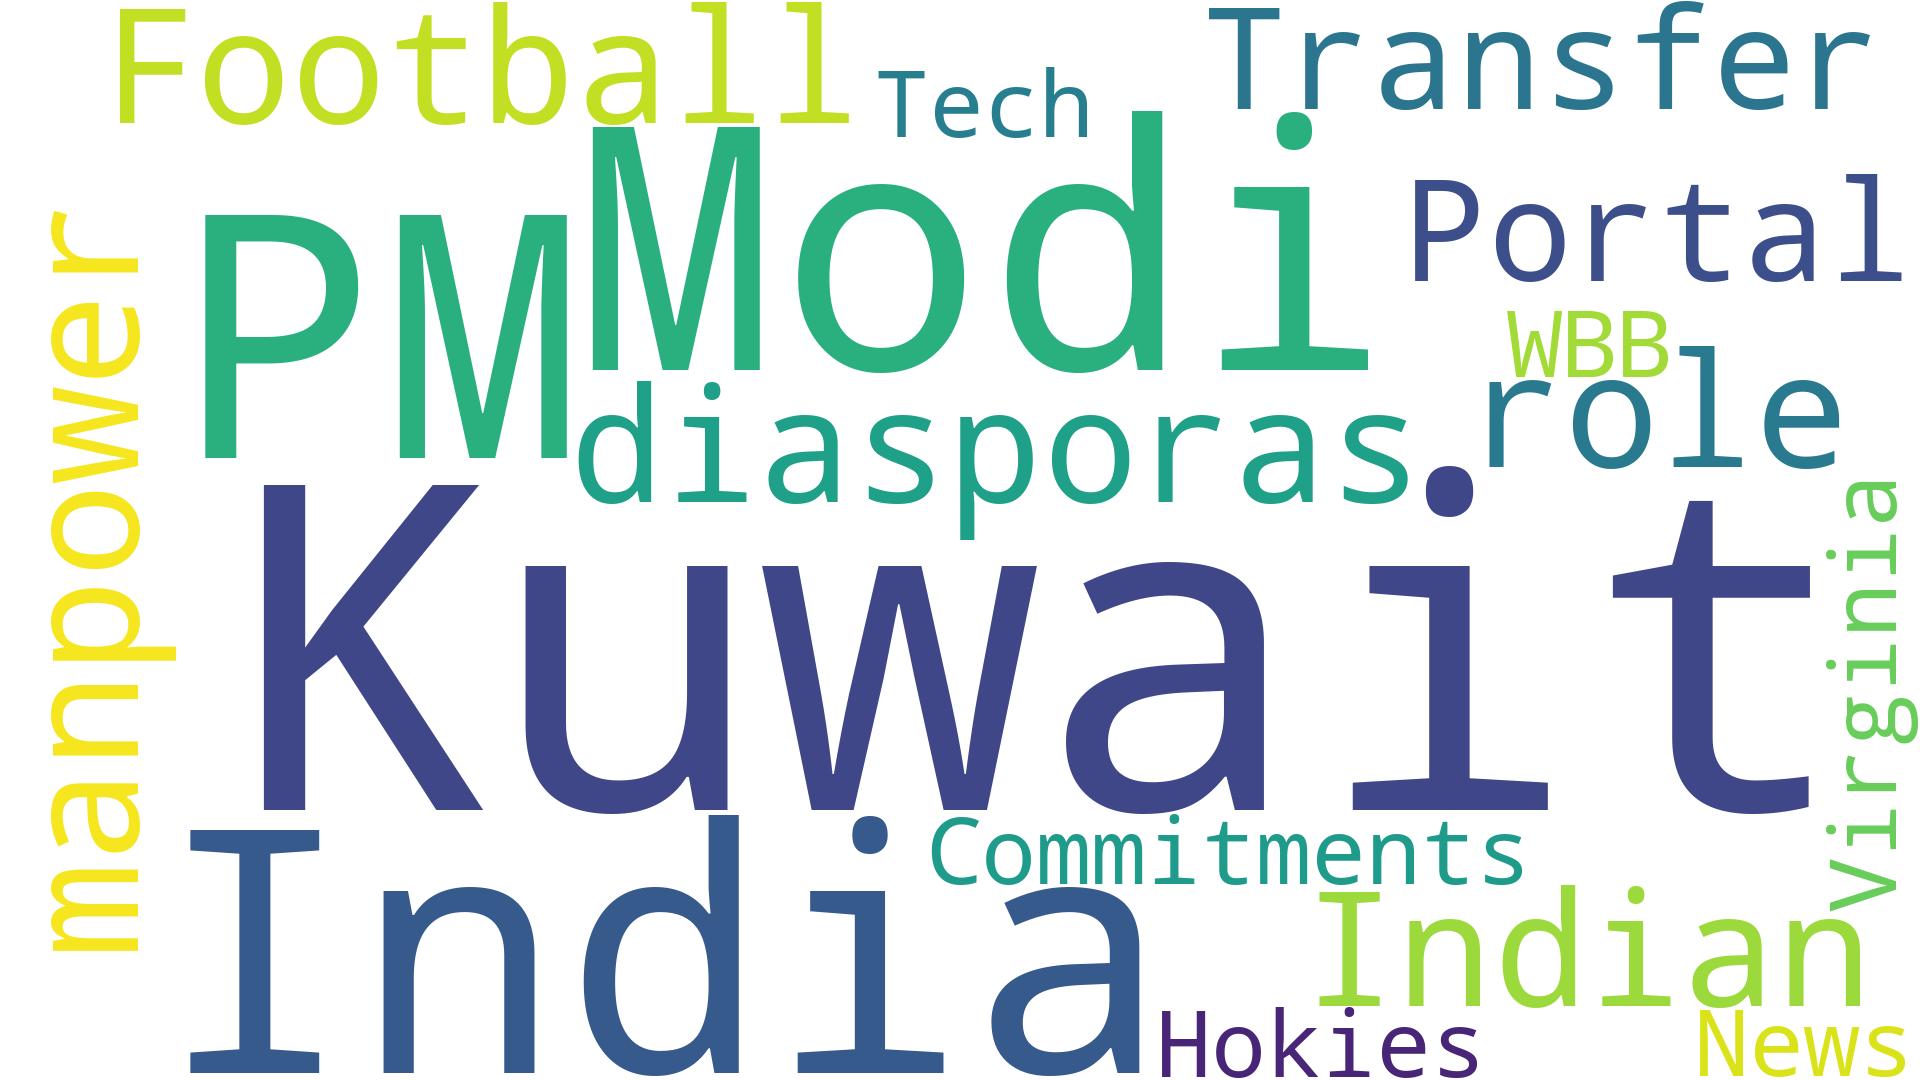 Football
Transfer
Tech
Modi
Portal
PM
manpower
WBB
role
diasporas
Kuwait
Virginia
India
Commitments
Indian
Hokies
News